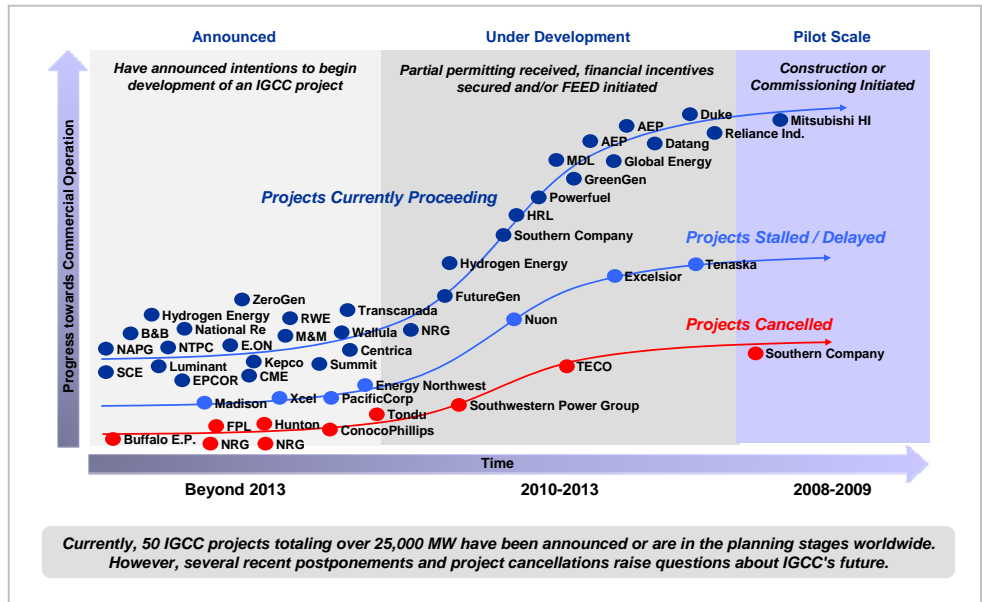 Announced
Under Development
Pilot Scale
Have announced intentions to begin
development of an IGCC project
Partial permitting received, financial incentives
secured and/or FEED initiated
Construction or
Commissioning Initiated
Progress towards Commercial Operation
Projects Currently Proceeding
Duke
Mitsubishi HI
AEP
Reliance Ind.
AEP
Datang
MDL
Global Energy
GreenGen
Powerfuel
HRL
Southern Company
Hydrogen Energy
FutureGen
ZeroGen
Transcanada
Hydrogen Energy
RWE
National Re
B&B
M&M
Wallula
NRG
NAPG
NTPC
E.ON
Centrica
SCE
Luminant
Kepco
Summit
EPCOR
CME
Projects Stalled / Delayed
Tenaska
Excelsior
Nuon
Energy Northwest
Madison
Xcel
PacificCorp
Projects Cancelled
Southern Company
TECO
Southwestern Power Group
Tondu
FPL
Hunton
ConocoPhillips
Buffalo E.P.
NRG
NRG
Time
Beyond 2013
2010-2013
2008-2009
Currently, 50 IGCC projects totaling over 25,000 MW have been announced or are in the planning stages worldwide.
However, several recent postponements and project cancellations raise questions about IGCC's future.